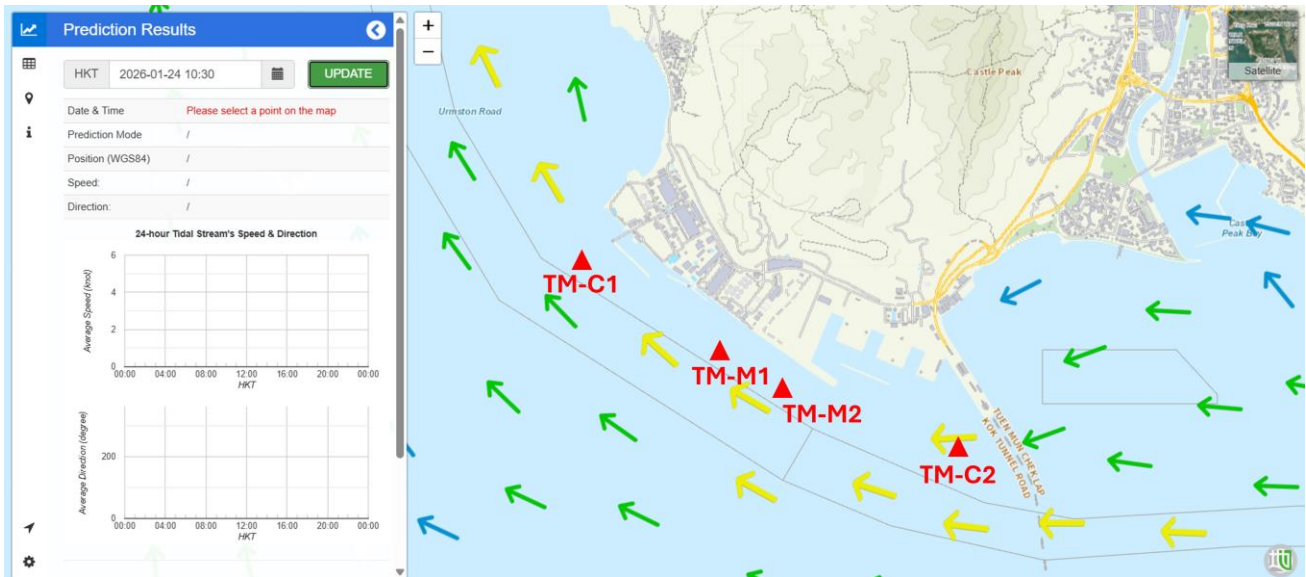 Prediction Results
HKT 2026-01-24 10:30 UPDATE
Date & Time Please select a point on the map
Prediction Mode /
Position (WGS84) /
Speed: /
Direction: /
24-hour Tidal Stream's Speed & Direction
Average Speed (knot)
6
4
2
0
00:00 04:00 08:00 12:00 16:00 20:00 00:00
HKT
Average Direction (degree)
200
0
00:00 04:00 08:00 12:00 16:00 20:00 00:00
HKT
+
−
Urmston Road
Castle Peak
Satellite
Peak Bay
TM-C1
TM-M1
TM-M2
TM-C2
TUEN MUN CHEK LAP
KOK TUNNEL ROAD